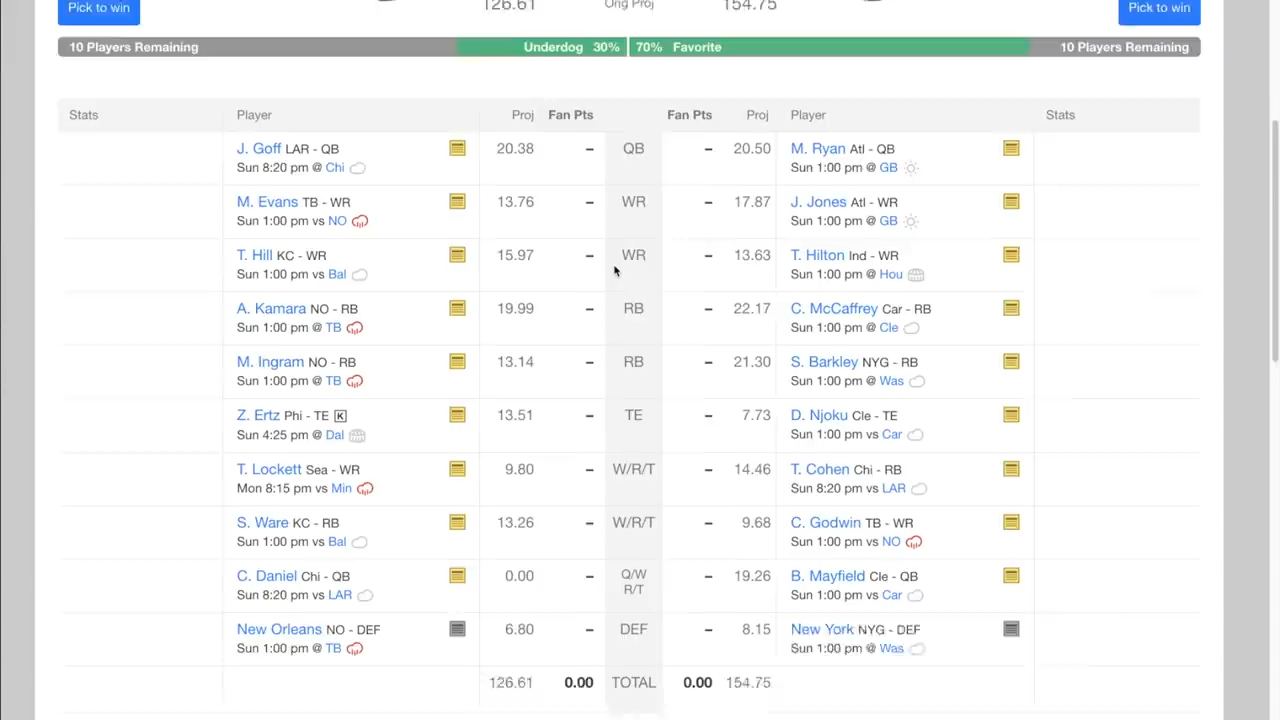 Pick to win 126.61 Orig Proj 154.75 Pick to win
10 Players Remaining Underdog 30% 70% Favorite 10 Players Remaining
Stats Player Proj Fan Pts Fan Pts Proj Player Stats
J. Goff LAR - QB 20.38 – QB – 20.50 M. Ryan Atl - QB
Sun 8:20 pm @ Chi Sun 1:00 pm @ GB
M. Evans TB - WR 13.76 – WR – 17.87 J. Jones Atl - WR
Sun 1:00 pm vs NO Sun 1:00 pm @ GB
T. Hill KC - WR 15.97 – WR – 13.63 T. Hilton Ind - WR
Sun 1:00 pm vs Bal Sun 1:00 pm @ Hou
A. Kamara NO - RB 19.99 – RB – 22.17 C. McCaffrey Car - RB
Sun 1:00 pm @ TB Sun 1:00 pm @ Cle
M. Ingram NO - RB 13.14 – RB – 21.30 S. Barkley NYG - RB
Sun 1:00 pm @ TB Sun 1:00 pm @ Was
Z. Ertz Phi - TE K 13.51 – TE – 7.73 D. Njoku Cle - TE
Sun 4:25 pm @ Dal Sun 1:00 pm vs Car
T. Lockett Sea - WR 9.80 – W/R/T – 14.46 T. Cohen Chi - RB
Mon 8:15 pm vs Min Sun 8:20 pm vs LAR
S. Ware KC - RB 13.26 – W/R/T – 9.68 C. Godwin TB - WR
Sun 1:00 pm vs Bal Sun 1:00 pm vs NO
C. Daniel Chi - QB 0.00 – Q/W R/T – 19.26 B. Mayfield Cle - QB
Sun 8:20 pm vs LAR Sun 1:00 pm vs Car
New Orleans NO - DEF 6.80 – DEF – 8.15 New York NYG - DEF
Sun 1:00 pm @ TB Sun 1:00 pm @ Was
126.61 0.00 TOTAL 0.00 154.75